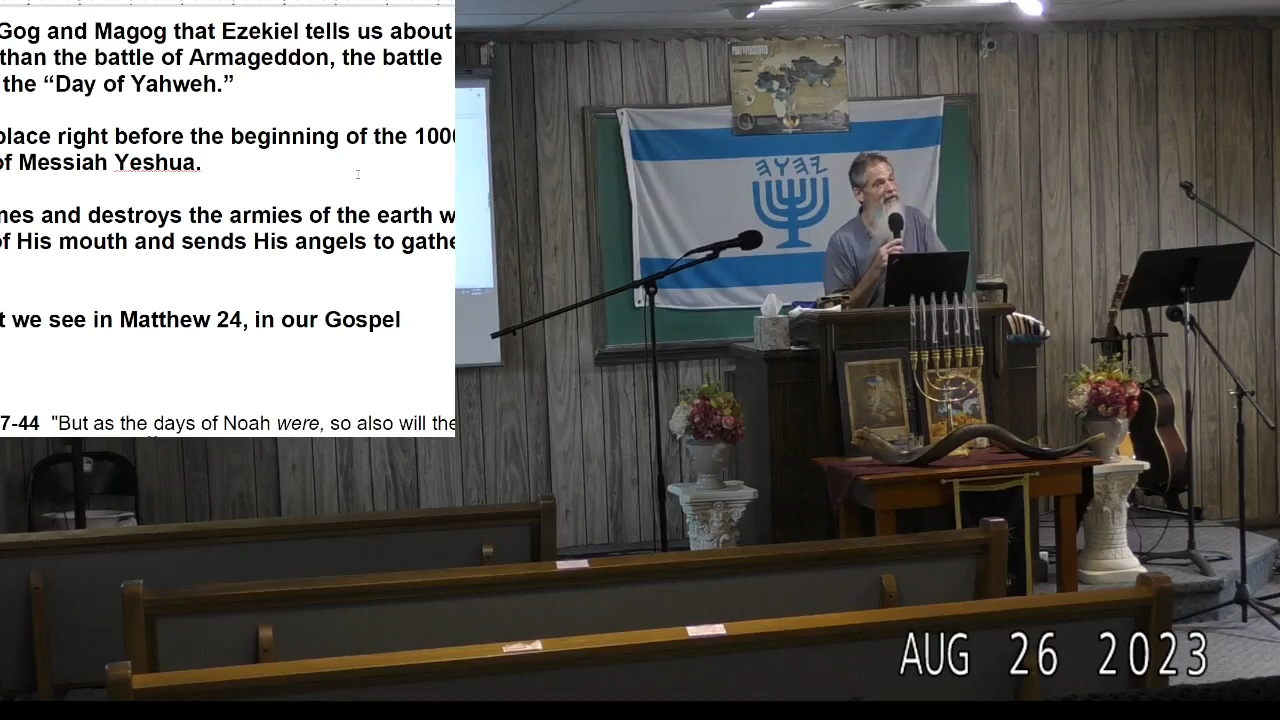 Gog and Magog that Ezekiel tells us about
than the battle of Armageddon, the battle
the “Day of Yahweh.”
place right before the beginning of the 100
of Messiah Yeshua.
mes and destroys the armies of the earth w
of His mouth and sends His angels to gathe
t we see in Matthew 24, in our Gospel
7-44 "But as the days of Noah were, so also will the
𐤉𐤄𐤅𐤄
AUG 26 2023